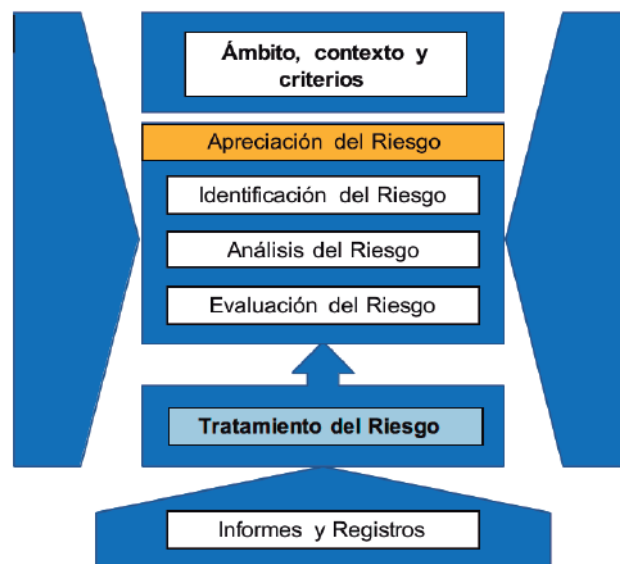 Ámbito, contexto y
criterios
Apreciación del Riesgo
Identificación del Riesgo
Análisis del Riesgo
Evaluación del Riesgo
Tratamiento del Riesgo
Informes y Registros